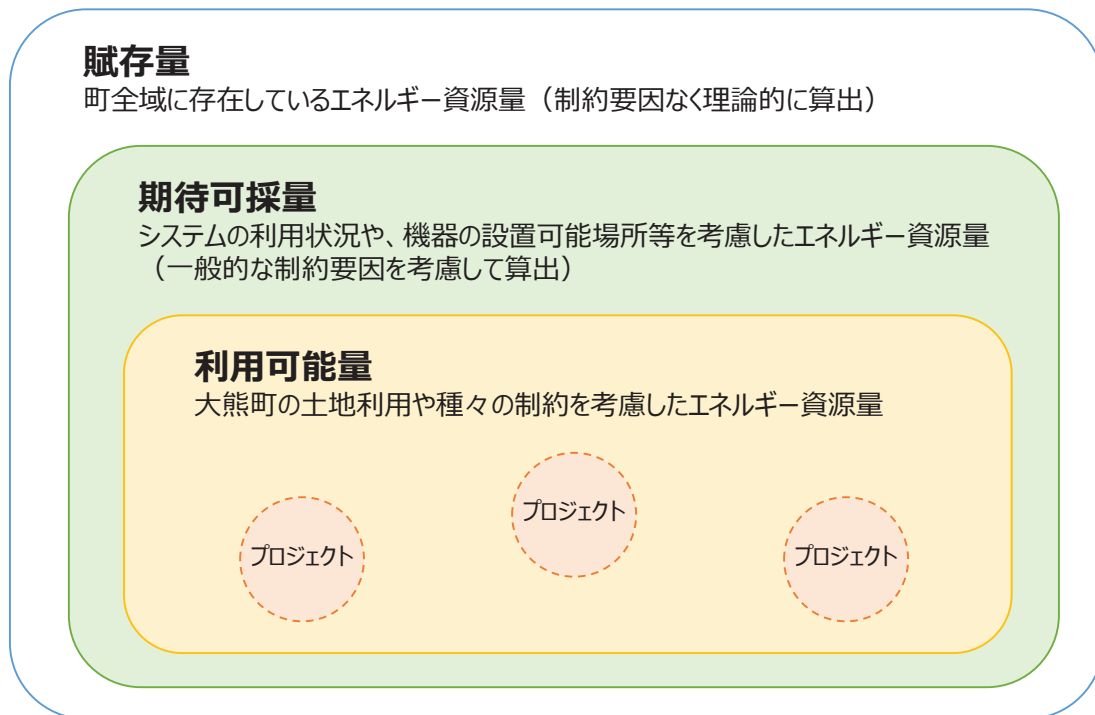 賦存量
町全域に存在しているエネルギー資源量（制約要因なく理論的に算出）
期待可採量
システムの利用状況や、機器の設置可能場所等を考慮したエネルギー資源量
（一般的な制約要因を考慮して算出）
利用可能量
大熊町の土地利用や種々の制約を考慮したエネルギー資源量
プロジェクト
プロジェクト
プロジェクト